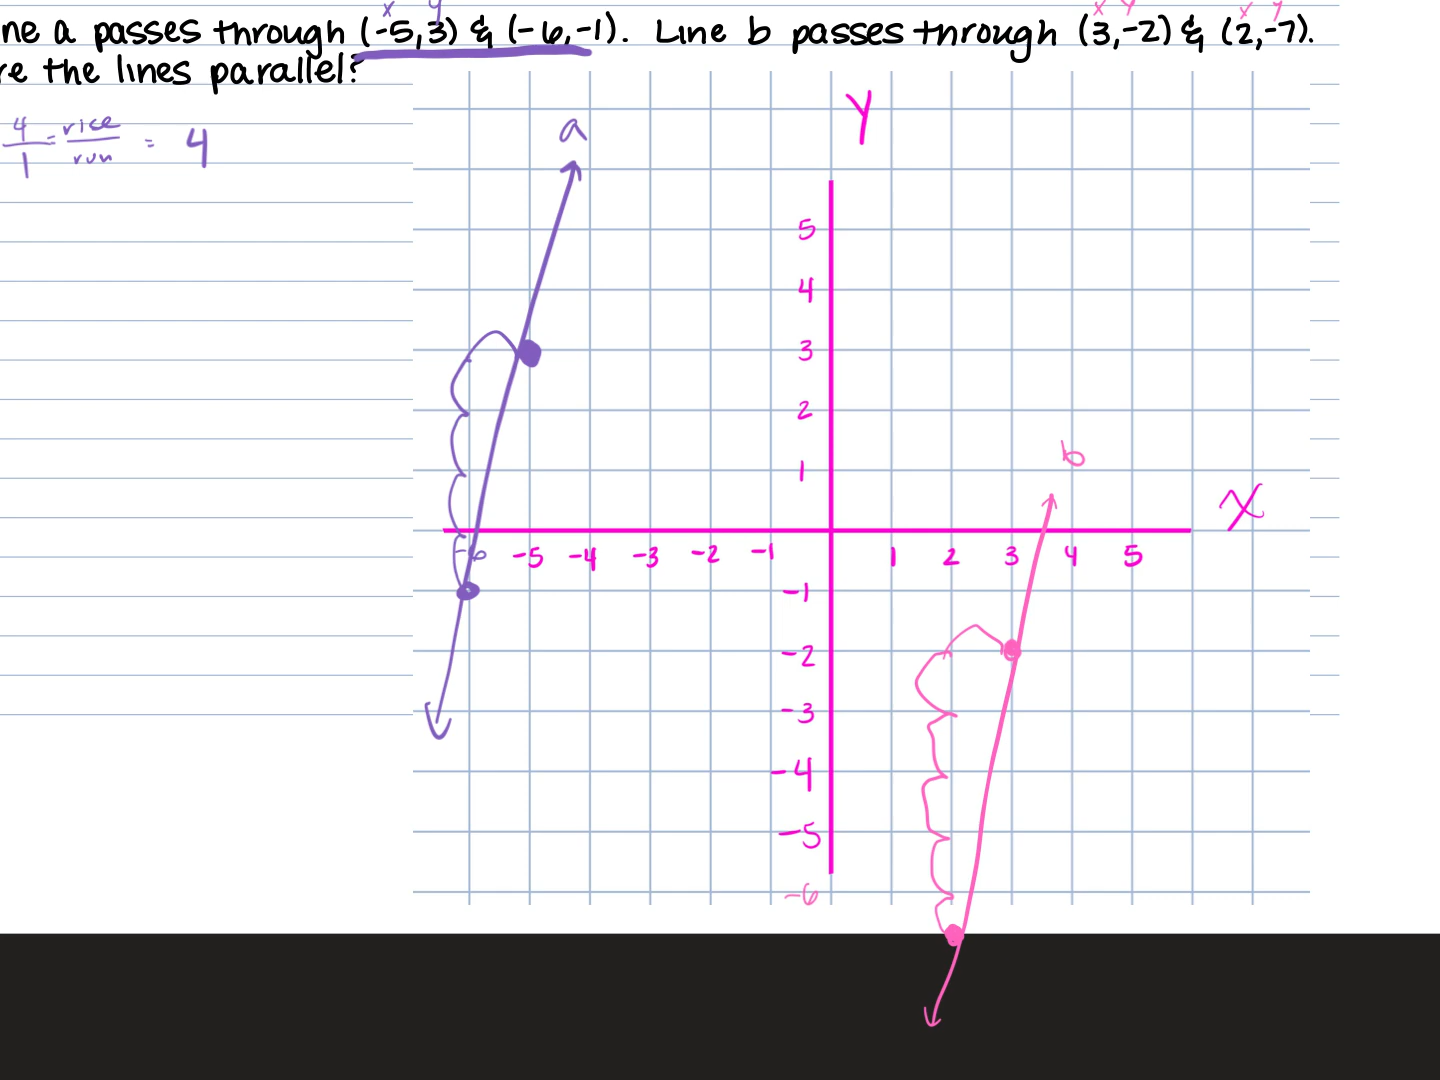 ne a passes through (-5,3) & (-6,-1). Line b passes through (3,-2) & (2,-7).
x y x y x y
re the lines parallel?
4/1 = rise/run = 4
a
y
5
4
3
2
1
b
x
-6 -5 -4 -3 -2 -1 1 2 3 4 5
-1
-2
-3
-4
-5
-6